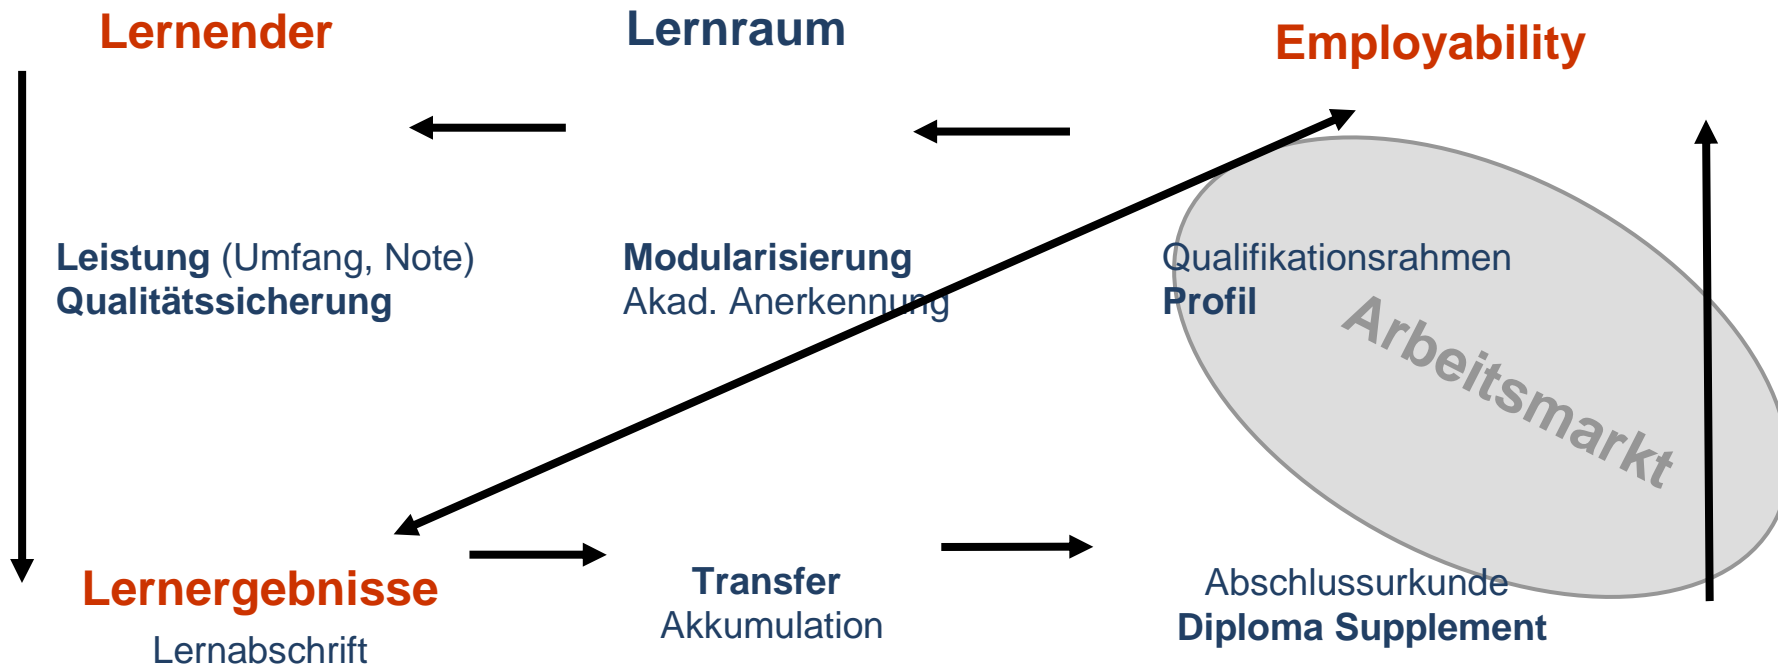 Lernender
Lernraum
Employability
Leistung (Umfang, Note)
Qualitätssicherung
Modularisierung
Akad. Anerkennung
Qualifikationsrahmen
Profil
Arbeitsmarkt
Lernergebnisse
Lernabschrift
Transfer
Akkumulation
Abschlussurkunde
Diploma Supplement